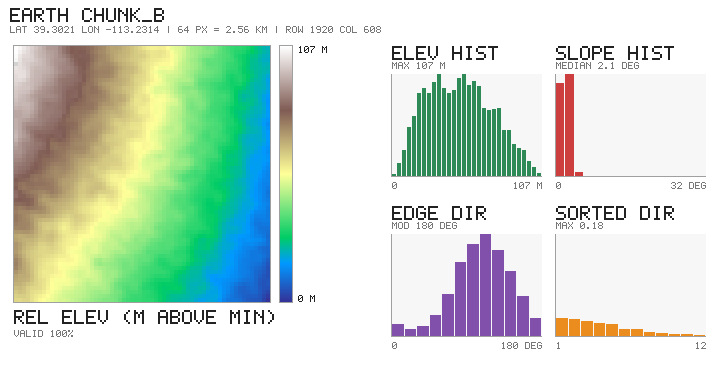 EARTH CHUNK_B
LAT 39.3021 LON -113.2314 | 64 PX = 2.56 KM | ROW 1920 COL 608
107 M
0 M
REL ELEV (M ABOVE MIN)
VALID 100%
ELEV HIST
MAX 107 M
0 107 M
SLOPE HIST
MEDIAN 2.1 DEG
0 32 DEG
EDGE DIR
MOD 180 DEG
0 180 DEG
SORTED DIR
MAX 0.18
1 12